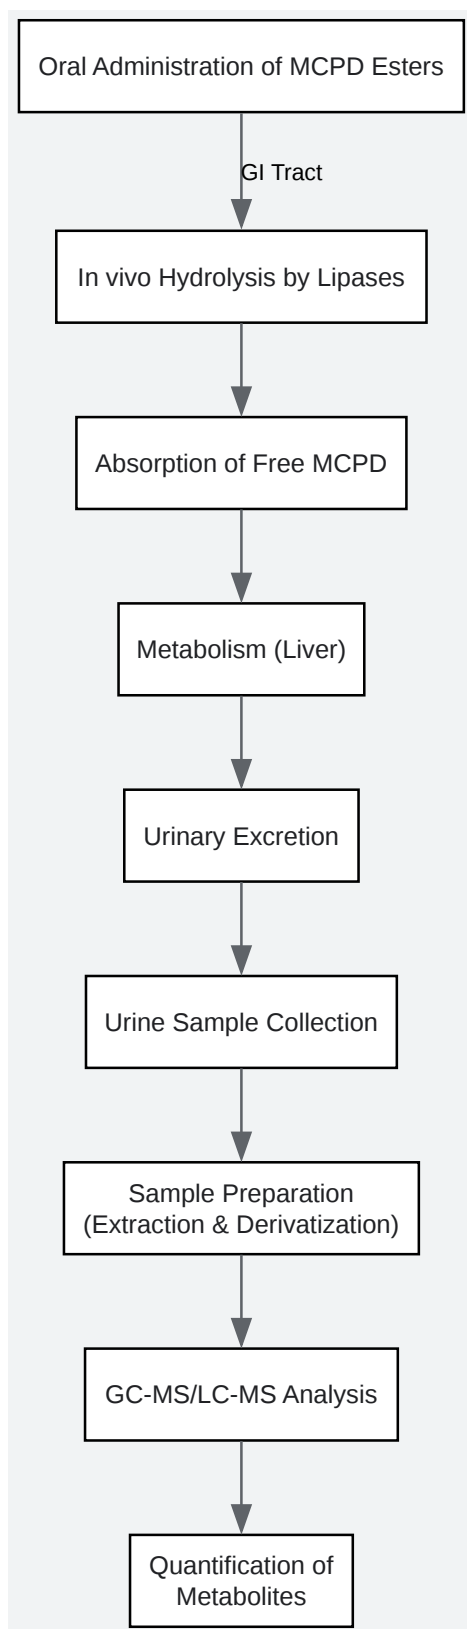 Oral Administration of MCPD Esters
GI Tract
In vivo Hydrolysis by Lipases
Absorption of Free MCPD
Metabolism (Liver)
Urinary Excretion
Urine Sample Collection
Sample Preparation
(Extraction & Derivatization)
GC-MS/LC-MS Analysis
Quantification of
Metabolites